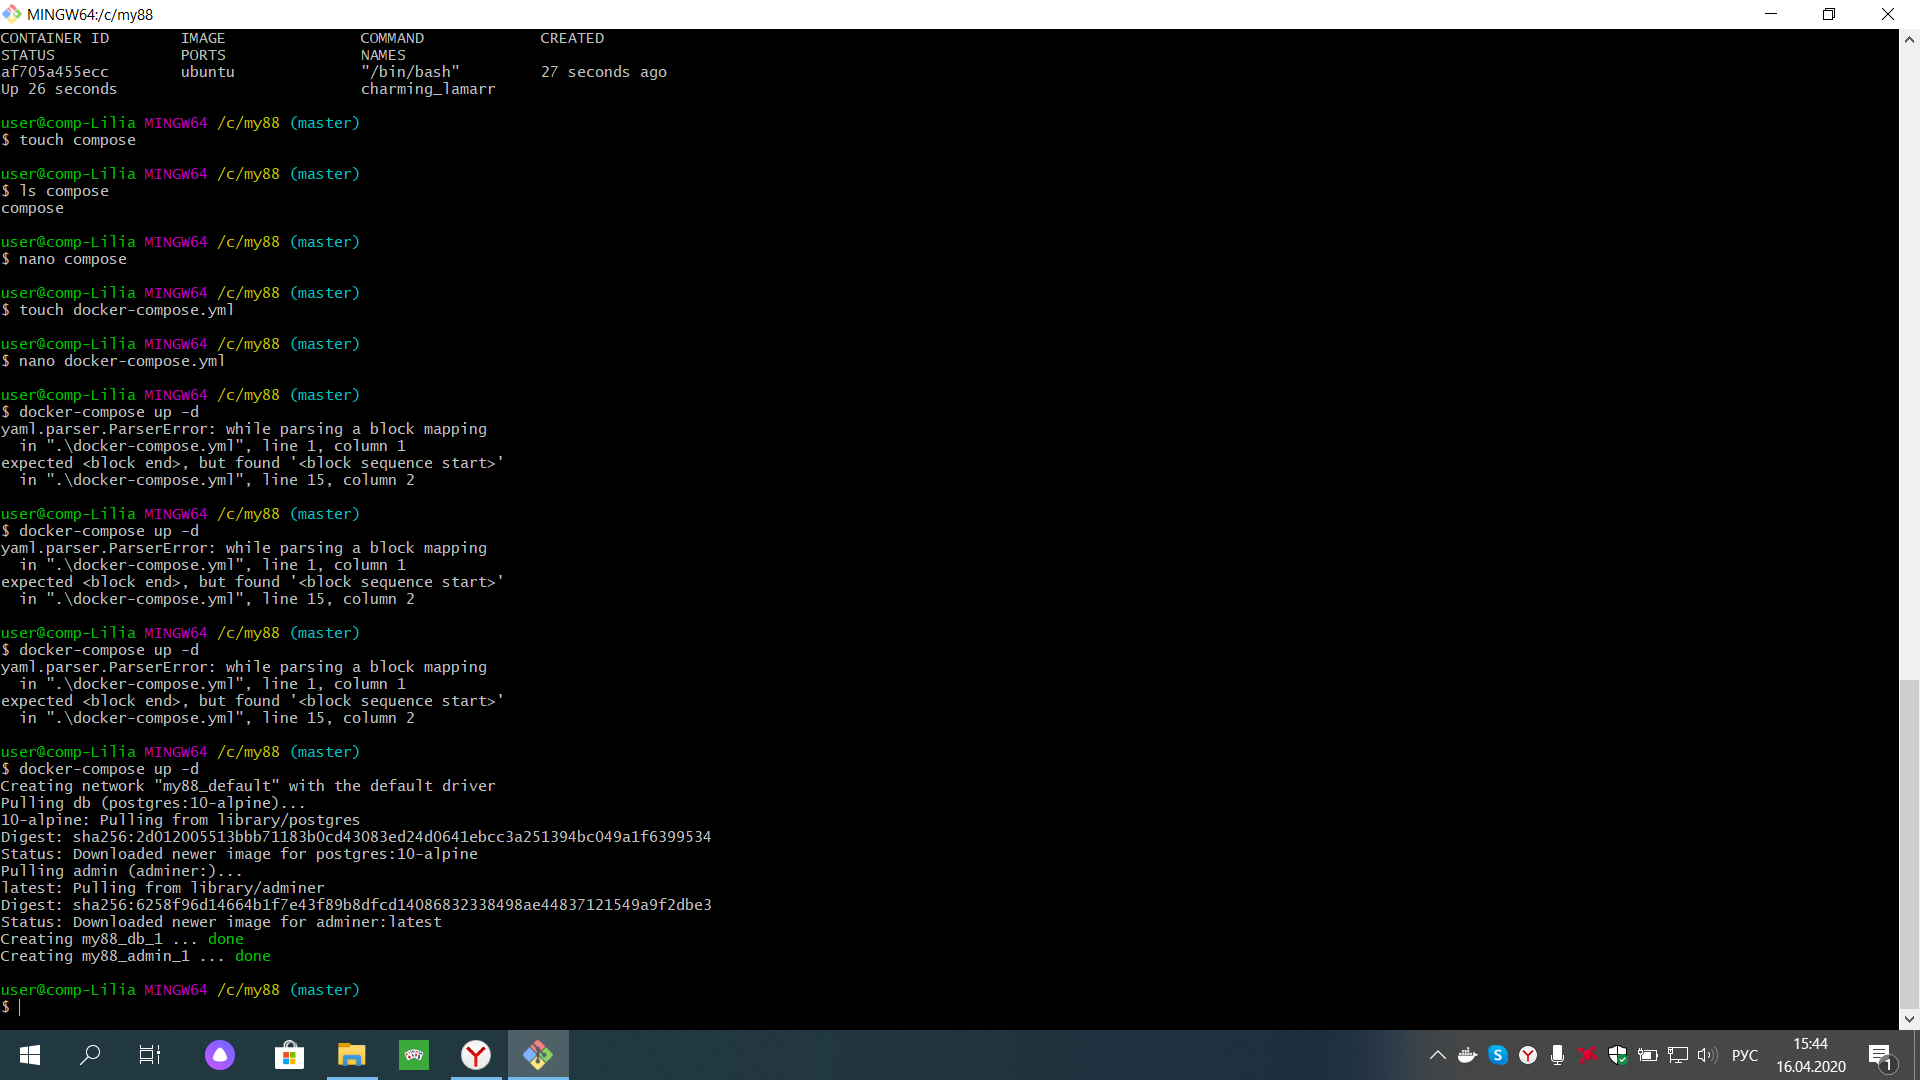 MINGW64:/c/my88
CONTAINER ID        IMAGE               COMMAND             CREATED
STATUS              PORTS               NAMES
af705a455ecc        ubuntu              "/bin/bash"         27 seconds ago
Up 26 seconds                           charming_lamarr
user@comp-Lilia MINGW64 /c/my88 (master)
$ touch compose
user@comp-Lilia MINGW64 /c/my88 (master)
$ ls compose
compose
user@comp-Lilia MINGW64 /c/my88 (master)
$ nano compose
user@comp-Lilia MINGW64 /c/my88 (master)
$ touch docker-compose.yml
user@comp-Lilia MINGW64 /c/my88 (master)
$ nano docker-compose.yml
user@comp-Lilia MINGW64 /c/my88 (master)
$ docker-compose up -d
yaml.parser.ParserError: while parsing a block mapping
  in ".\docker-compose.yml", line 1, column 1
expected <block end>, but found '<block sequence start>'
  in ".\docker-compose.yml", line 15, column 2
user@comp-Lilia MINGW64 /c/my88 (master)
$ docker-compose up -d
yaml.parser.ParserError: while parsing a block mapping
  in ".\docker-compose.yml", line 1, column 1
expected <block end>, but found '<block sequence start>'
  in ".\docker-compose.yml", line 15, column 2
user@comp-Lilia MINGW64 /c/my88 (master)
$ docker-compose up -d
yaml.parser.ParserError: while parsing a block mapping
  in ".\docker-compose.yml", line 1, column 1
expected <block end>, but found '<block sequence start>'
  in ".\docker-compose.yml", line 15, column 2
user@comp-Lilia MINGW64 /c/my88 (master)
$ docker-compose up -d
Creating network "my88_default" with the default driver
Pulling db (postgres:10-alpine)...
10-alpine: Pulling from library/postgres
Digest: sha256:2d012005513bbb71183b0cd43083ed24d0641ebcc3a251394bc049a1f6399534
Status: Downloaded newer image for postgres:10-alpine
Pulling admin (adminer:)...
latest: Pulling from library/adminer
Digest: sha256:6258f96d14664b1f7e43f89b8dfcd14086832338498ae44837121549a9f2dbe3
Status: Downloaded newer image for adminer:latest
Creating my88_db_1 ... done
Creating my88_admin_1 ... done
user@comp-Lilia MINGW64 /c/my88 (master)
$
РУС
15:44
16.04.2020
1